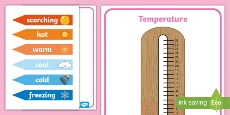 scorching
hot
warm
cool
cold
freezing
Temperature
ink saving
Eco